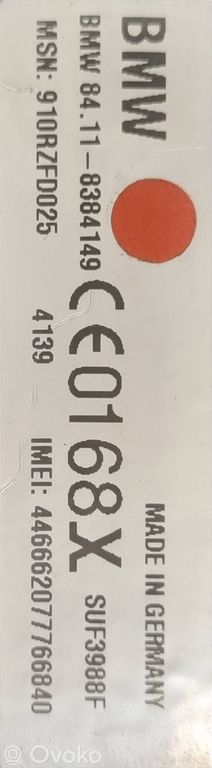 BMW
MADE IN GERMANY
BMW 84.11-8384149 CE0168X SUF3988F
MSN: 910RZFD025 4139 IMEI: 446662077766840
Ovoko